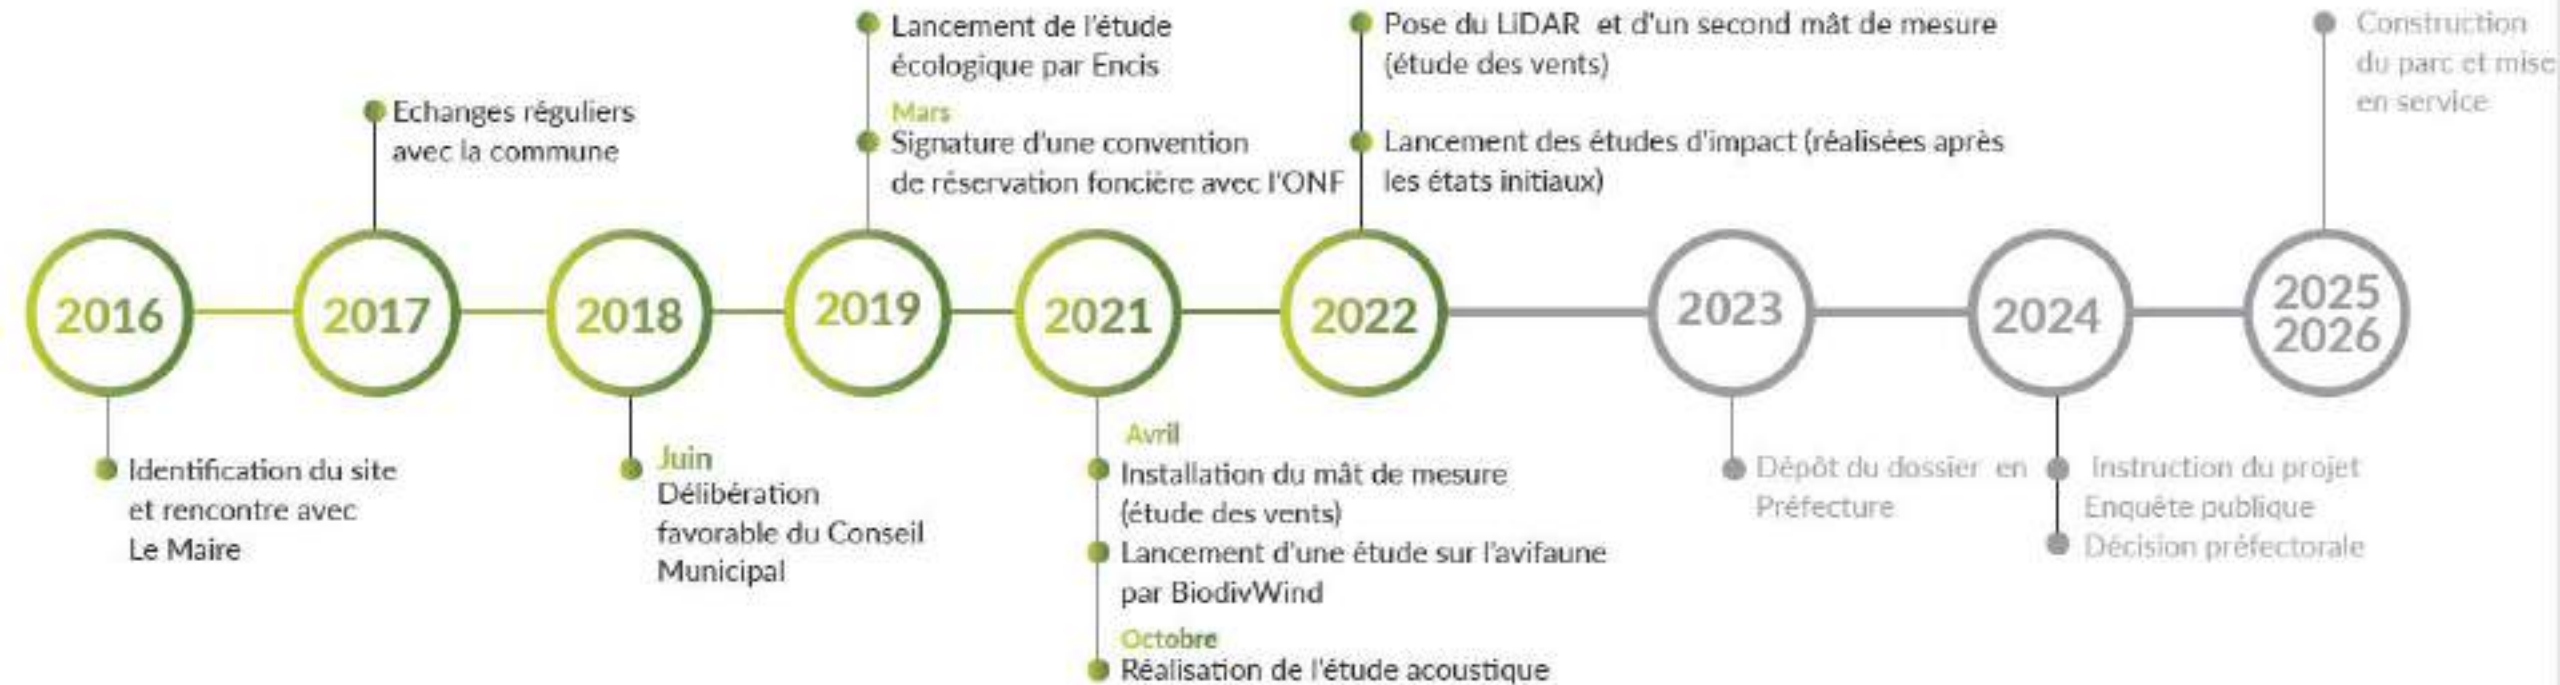 2016
Identification du site
et rencontre avec
Le Maire
2017
Echanges réguliers
avec la commune
2018
Juin
Délibération
favorable du Conseil
Municipal
2019
Lancement de l'étude
écologique par Encis
Mars
Signature d'une convention
de réservation foncière avec l'ONF
2021
Avril
Installation du mât de mesure
(étude des vents)
Lancement d'une étude sur l'avifaune
par BiodivWind
Octobre
Réalisation de l'étude acoustique
2022
Pose du LiDAR et d'un second mât de mesure
(étude des vents)
Lancement des études d'impact (réalisées après
les états initiaux)
2023
Dépôt du dossier en
Préfecture
2024
Instruction du projet
Enquête publique
Décision préfectorale
2025
2026
Construction
du parc et mise
en service